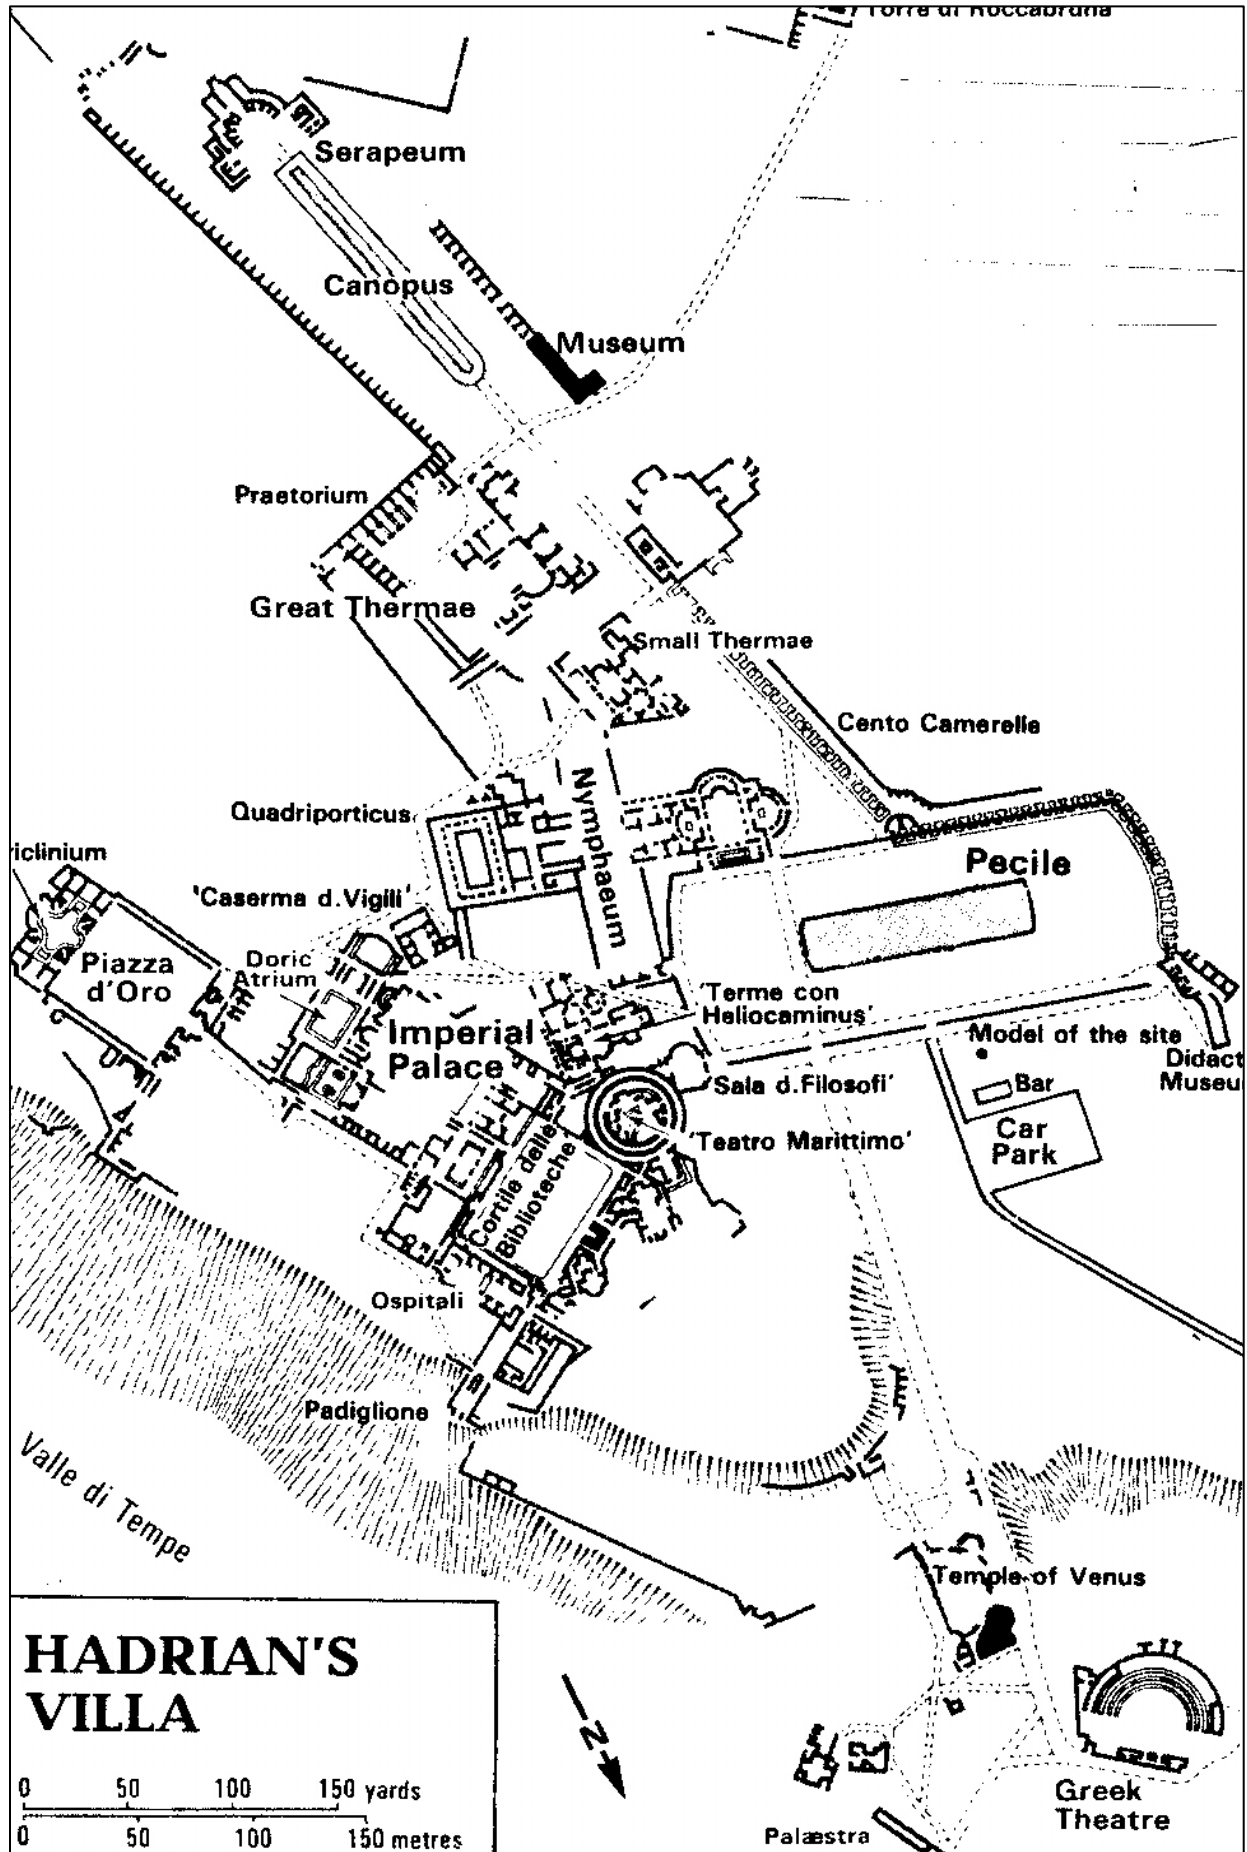 Torre di Roccabruna
Serapeum
Canopus
Museum
Praetorium
Great Thermae
Small Thermae
Cento Camerelle
Quadriporticus
Nymphaeum
Pecile
riclinium
'Caserma d. Vigili'
Piazza
d'Oro
Doric
Atrium
Imperial
Palace
'Terme con
Heliocaminus'
Model of the site
Didact
Museu
Bar
Car
Park
'Sala d. Filosofi'
'Teatro Marittimo'
Cortile delle
Biblioteche
Ospitali
Padiglione
Valle di Tempe
Temple of Venus
HADRIAN'S
VILLA
N
0 50 100 150 yards
0 50 100 150 metres
Greek
Theatre
Palæstra